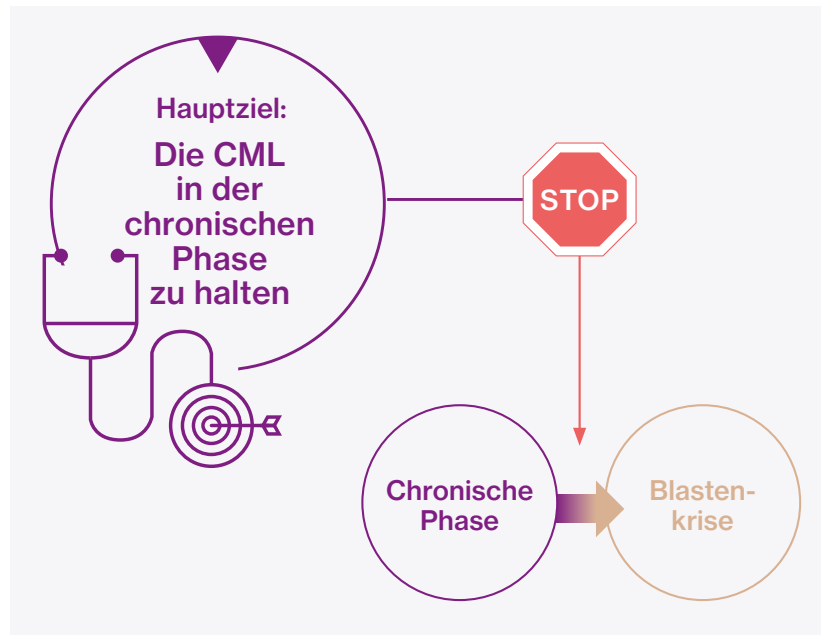 Hauptziel:
Die CML
in der
chronischen
Phase
zu halten
STOP
Chronische
Phase
Blasten-
krise